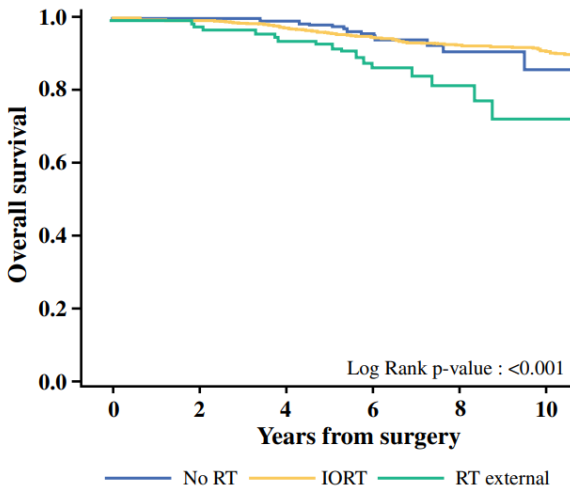 Overall survival
1.0
0.8
0.6
0.4
0.2
0.0
Log Rank p-value : <0.001
0 2 4 6 8 10
Years from surgery
No RT IORT RT external